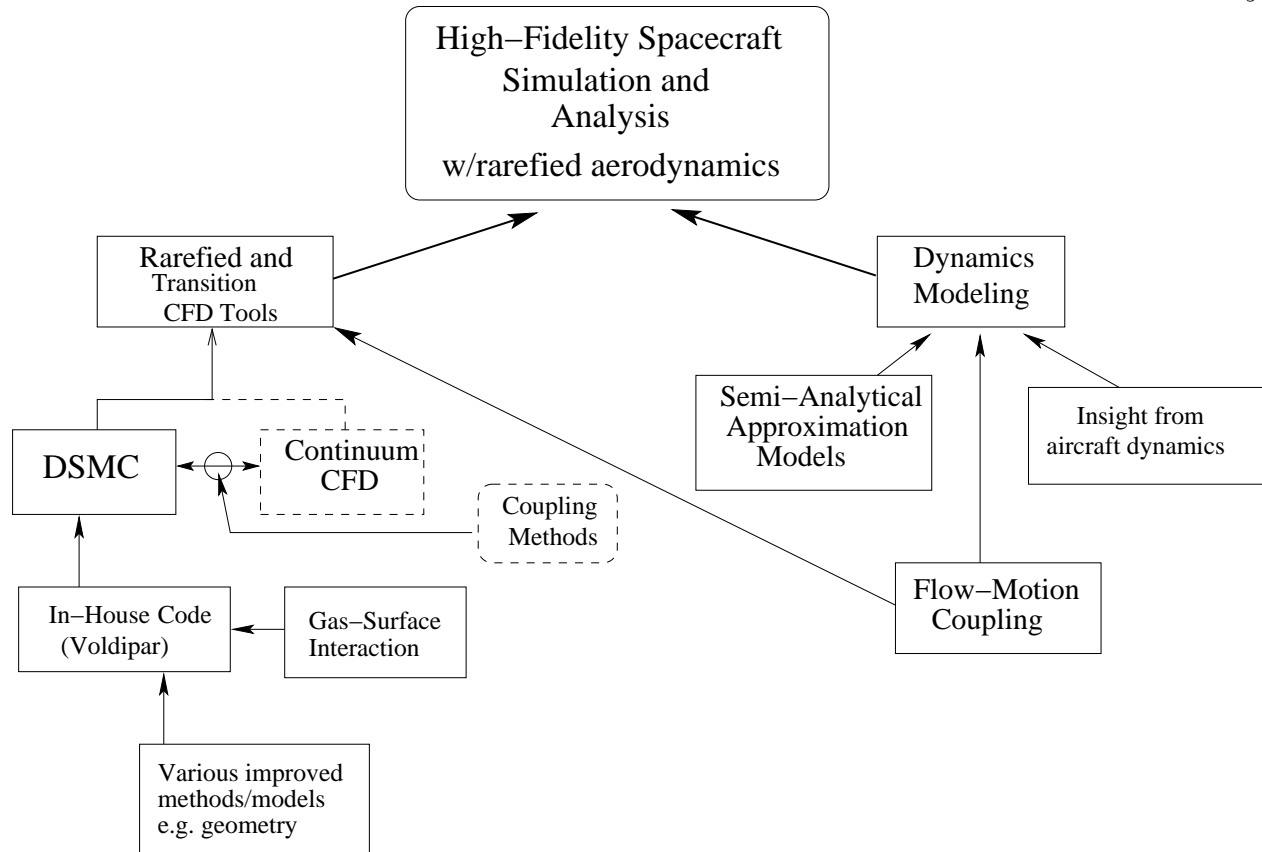 High−Fidelity Spacecraft
Simulation and
Analysis
w/rarefied aerodynamics
Rarefied and
Transition
CFD Tools
Dynamics
Modeling
Semi−Analytical
Approximation
Models
Insight from
aircraft dynamics
DSMC
Continuum
CFD
Coupling
Methods
In−House Code
(Voldipar)
Gas−Surface
Interaction
Flow−Motion
Coupling
Various improved
methods/models
e.g. geometry